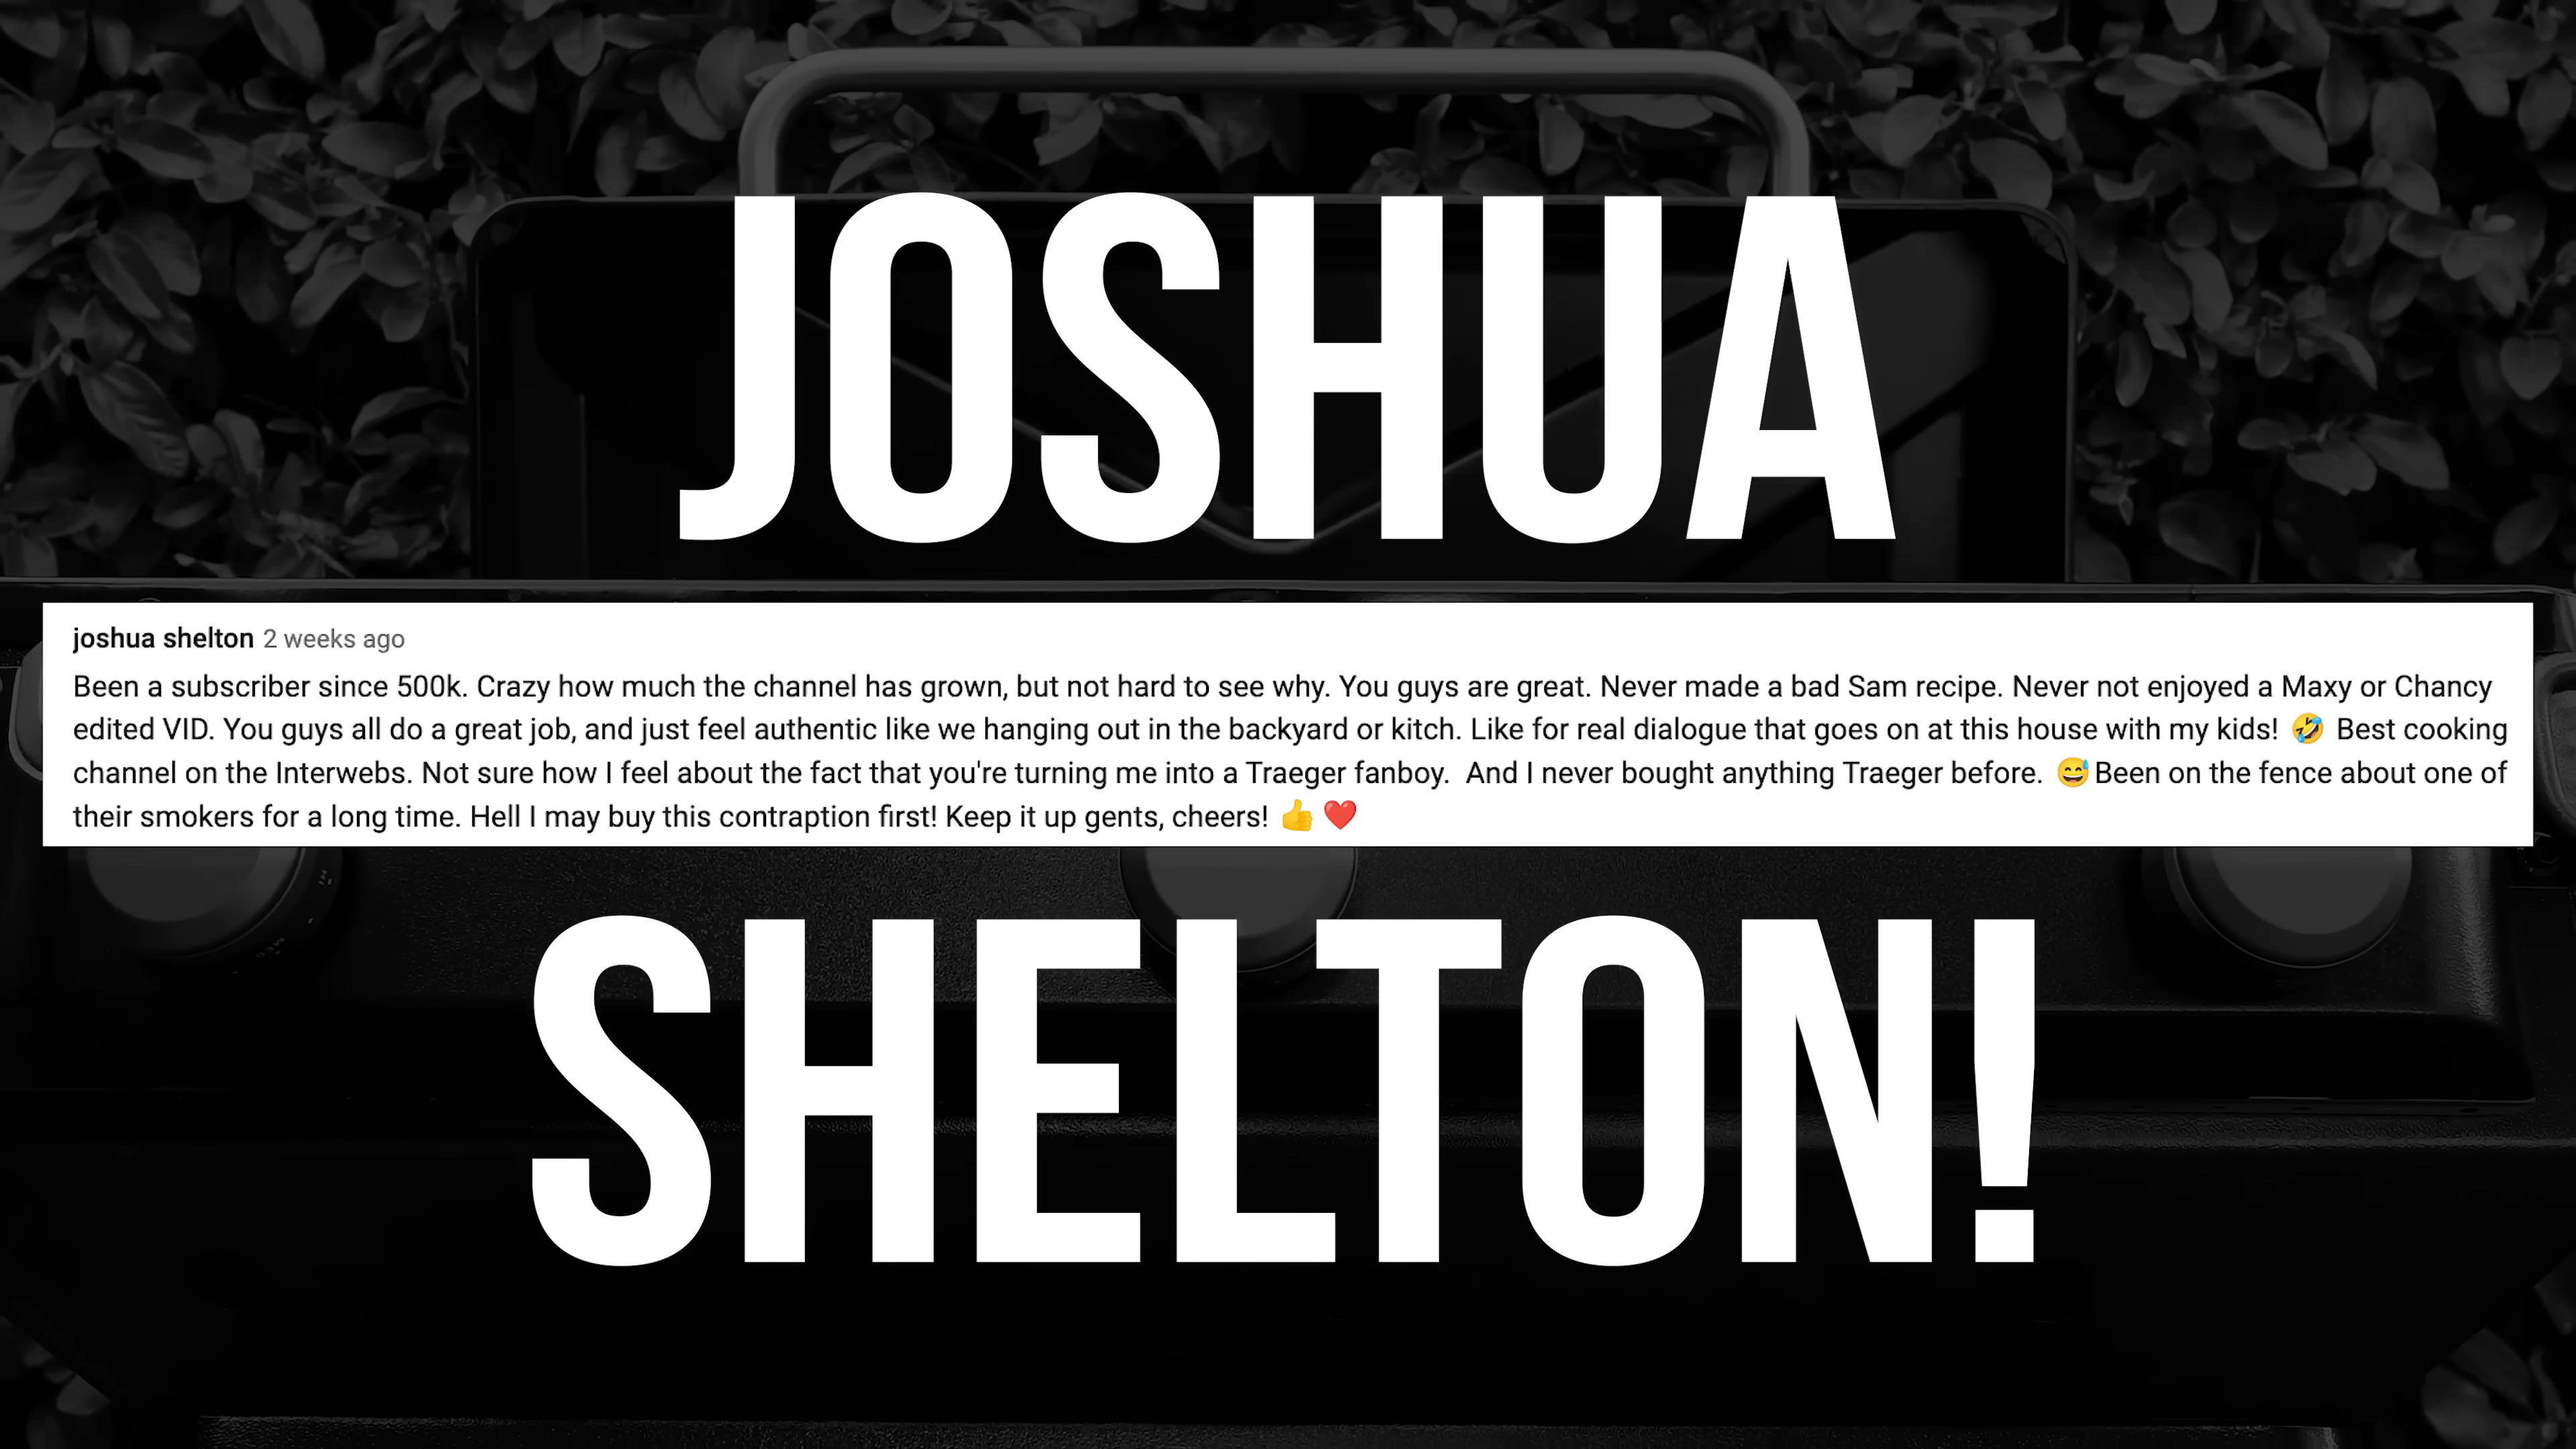 JOSHUA
joshua shelton 2 weeks ago
Been a subscriber since 500k. Crazy how much the channel has grown, but not hard to see why. You guys are great. Never made a bad Sam recipe. Never not enjoyed a Maxy or Chancy
edited VID. You guys all do a great job, and just feel authentic like we hanging out in the backyard or kitch. Like for real dialogue that goes on at this house with my kids! 🤣 Best cooking
channel on the Interwebs. Not sure how I feel about the fact that you're turning me into a Traeger fanboy.  And I never bought anything Traeger before. 😅Been on the fence about one of
their smokers for a long time. Hell I may buy this contraption first! Keep it up gents, cheers! 👍 ❤️
SHELTON!